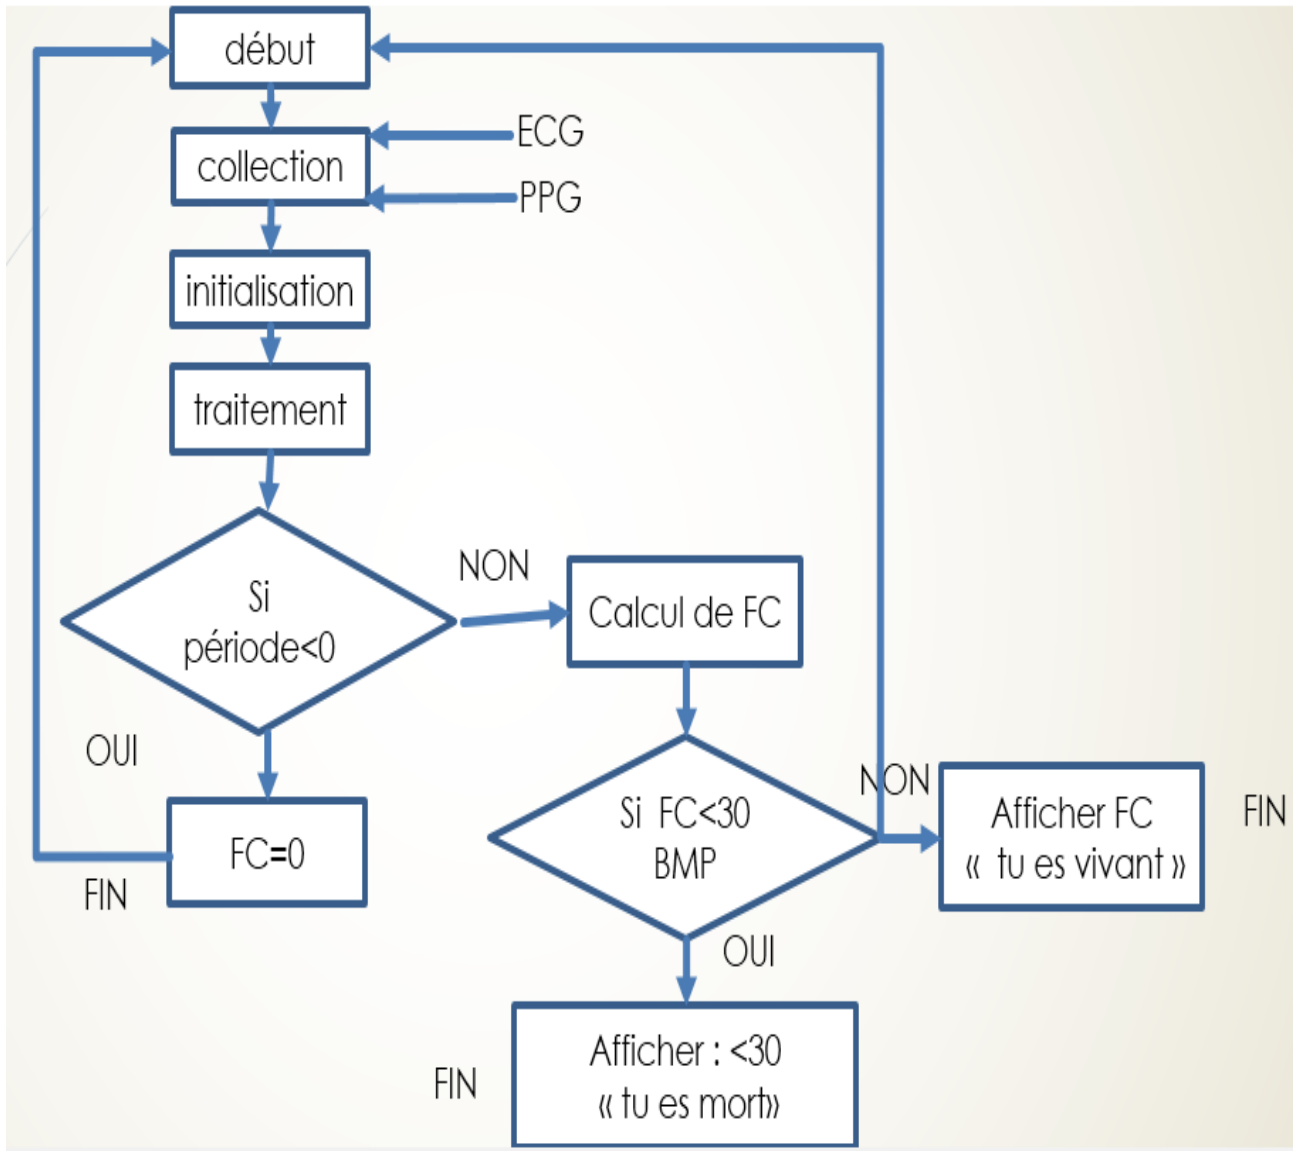 début
ECG
collection
PPG
initialisation
traitement
Si
période<0
NON
Calcul de FC
OUI
FC=0
FIN
Si FC<30
BMP
NON
Afficher FC
« tu es vivant »
FIN
OUI
Afficher : <30
« tu es mort»
FIN